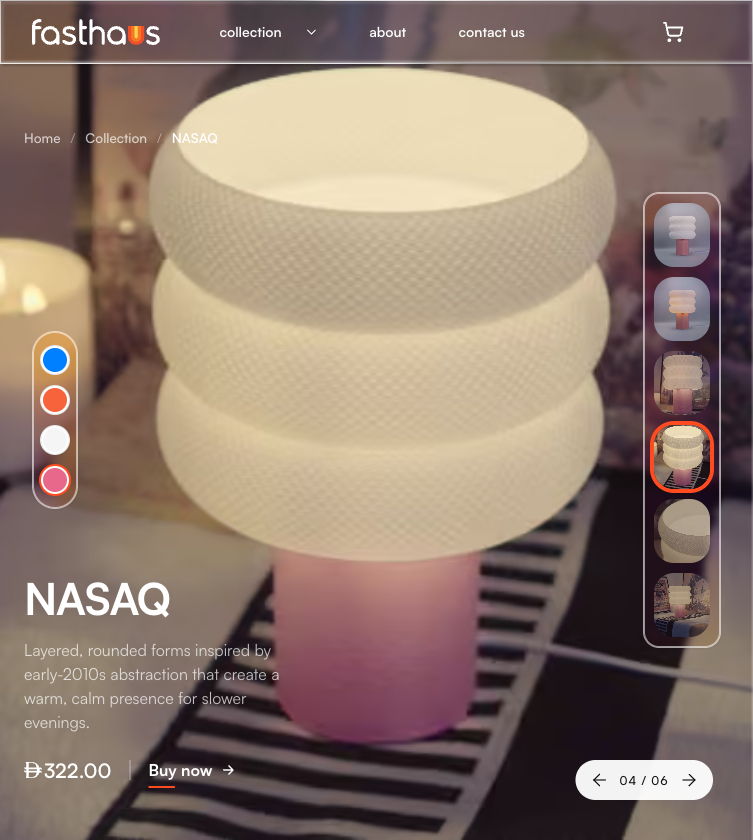 fasthaus
collection
about
contact us
Home / Collection / NASAQ
NASAQ
Layered, rounded forms inspired by
early-2010s abstraction that create a
warm, calm presence for slower
evenings.
322.00
Buy now →
← 04 / 06 →